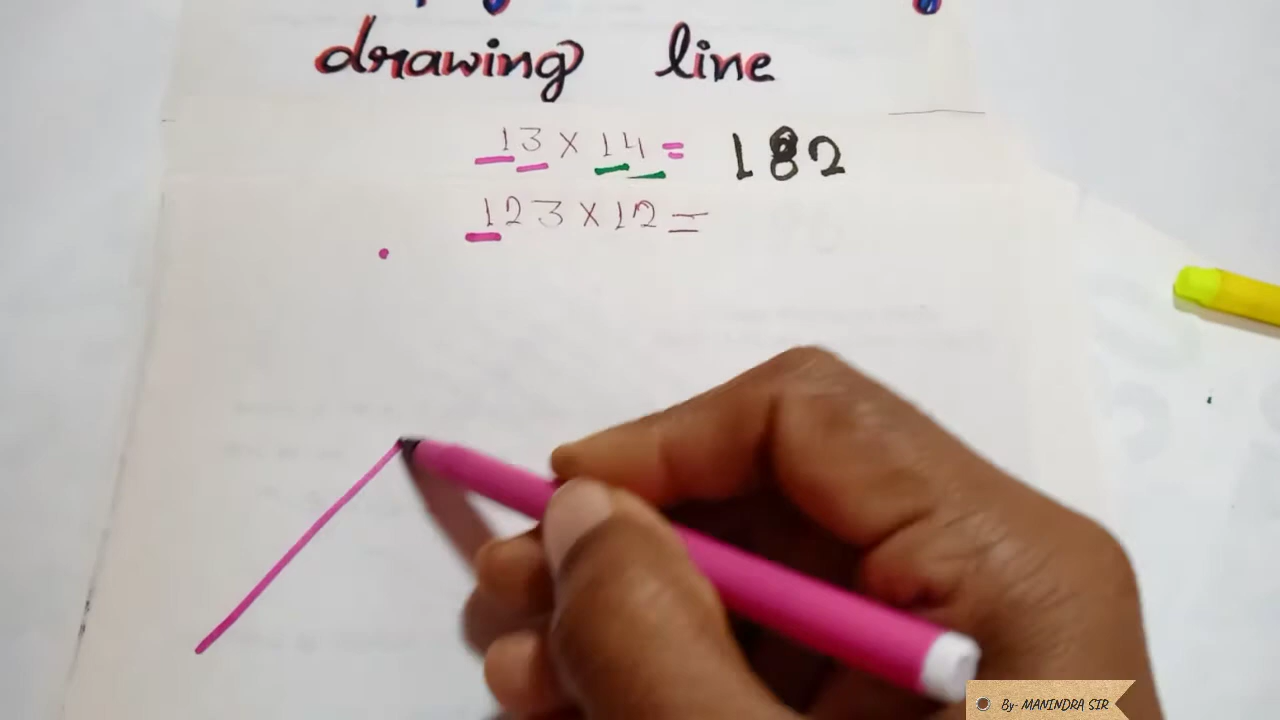 drawing line
13 × 14 = 182
123 × 12 =
By- MANINDRA SIR